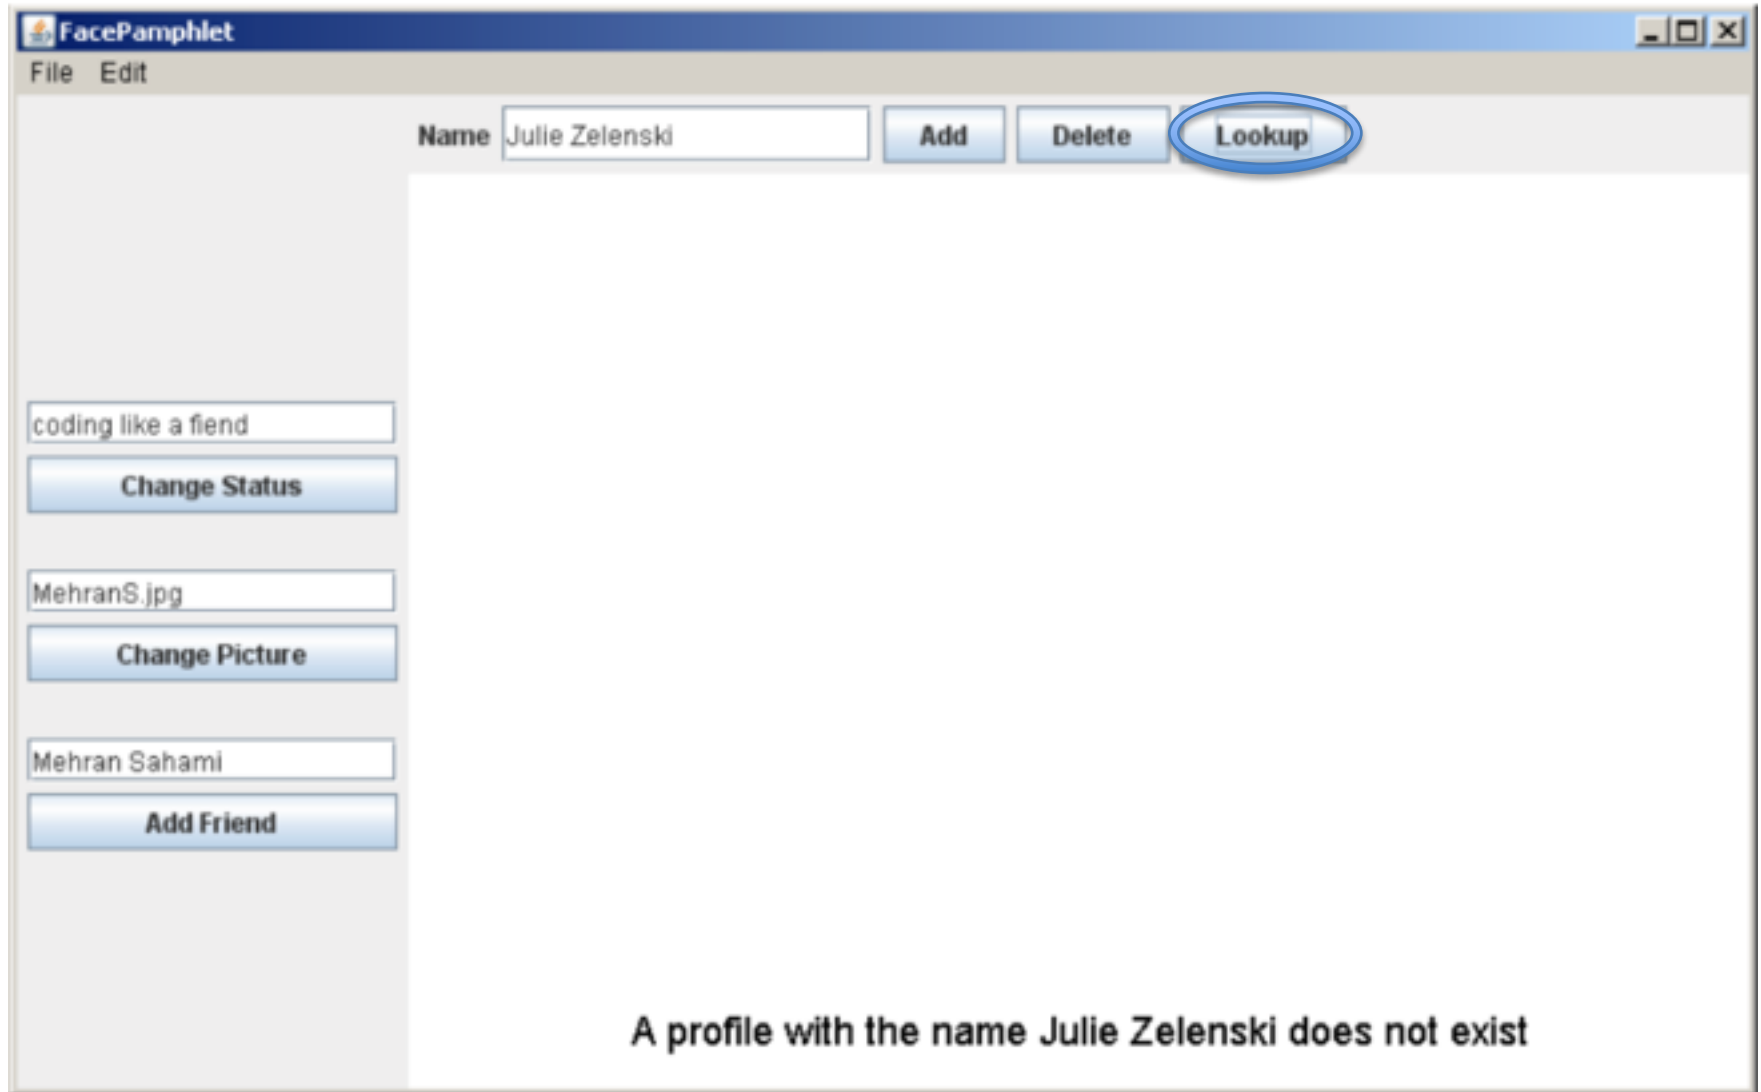 FacePamphlet
File Edit
Name Julie Zelenski Add Delete Lookup
coding like a fiend
Change Status
MehranS.jpg
Change Picture
Mehran Sahami
Add Friend
A profile with the name Julie Zelenski does not exist